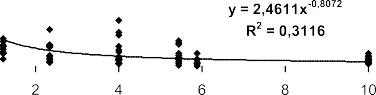 y = 2,4611x^-0,8072
R² = 0,3116
2 4 6 8 10